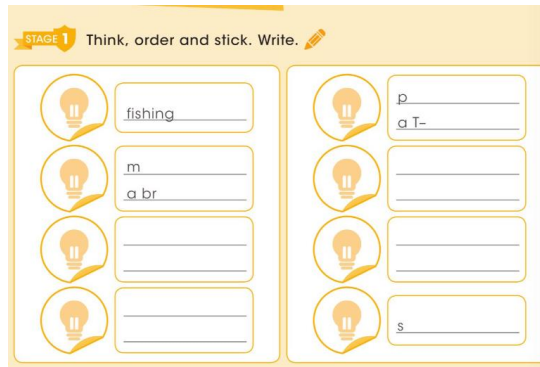 STAGE 1 Think, order and stick. Write.
fishing
m
a br
p
a T-
s